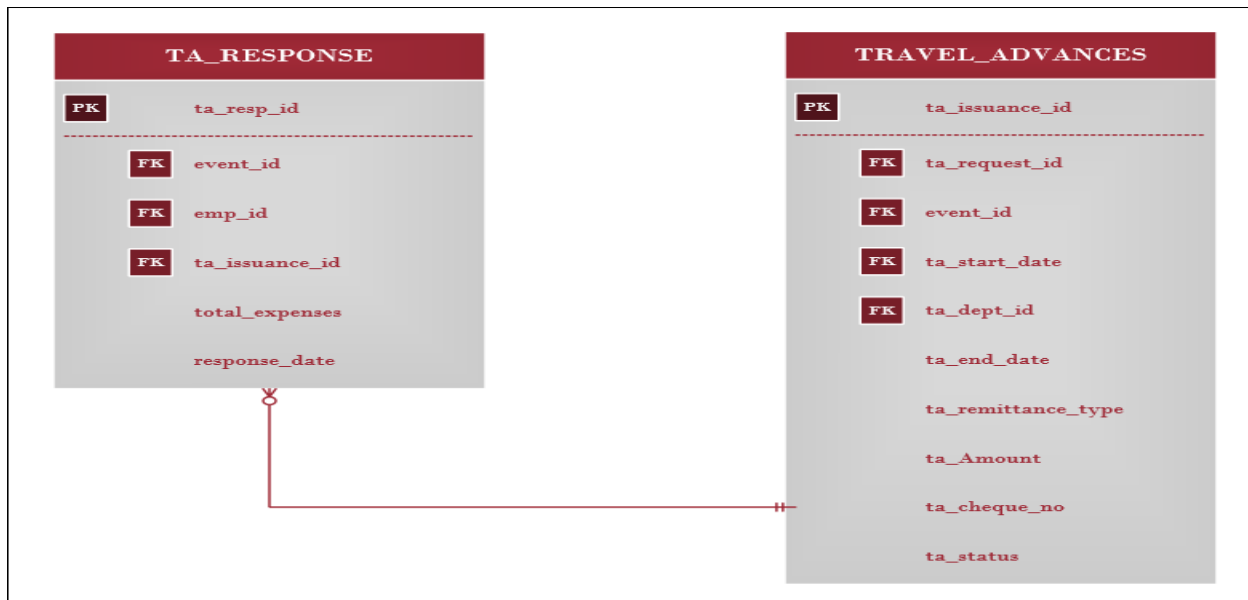 TA_RESPONSE
PK ta_resp_id
FK event_id
FK emp_id
FK ta_issuance_id
total_expenses
response_date
TRAVEL_ADVANCES
PK ta_issuance_id
FK ta_request_id
FK event_id
FK ta_start_date
FK ta_dept_id
ta_end_date
ta_remittance_type
ta_Amount
ta_cheque_no
ta_status